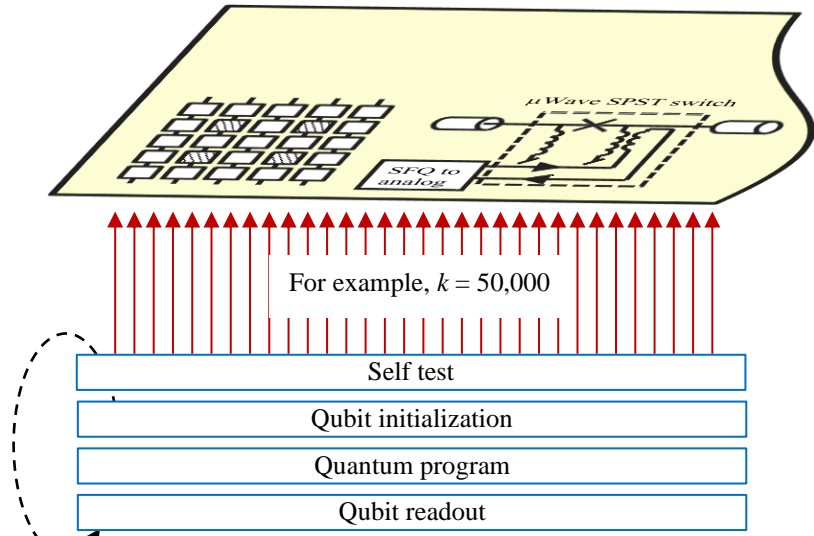 μWave SPST switch
SFQ to
analog
For example, k = 50,000
Self test
Qubit initialization
Quantum program
Qubit readout